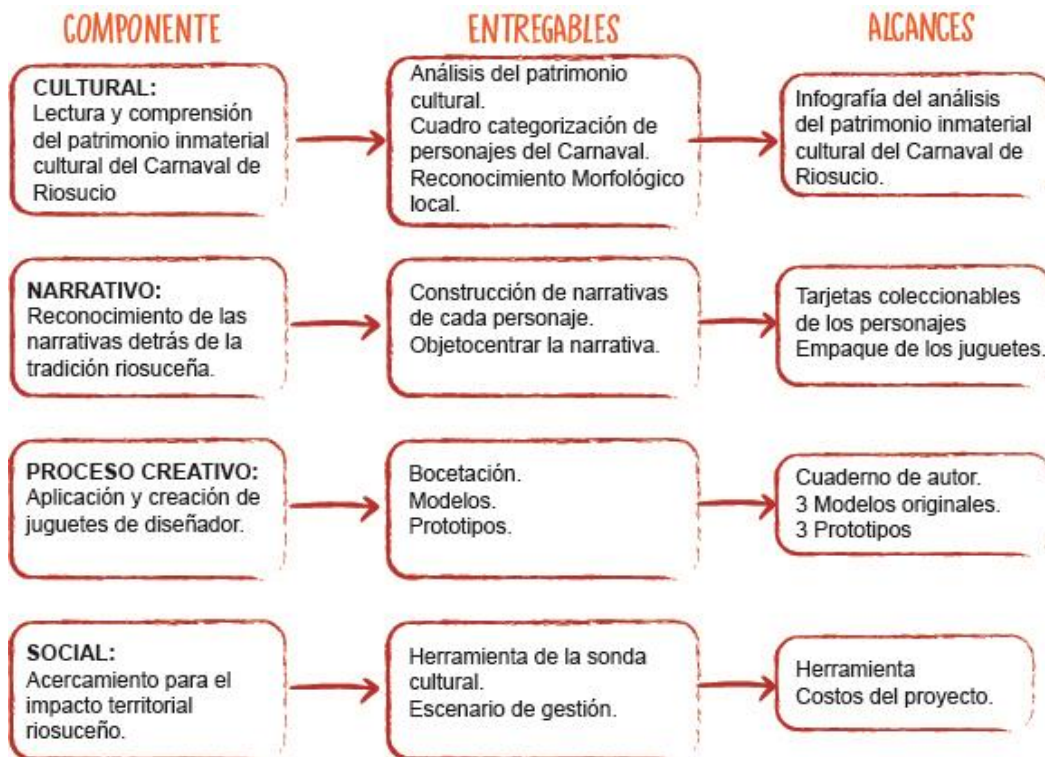 COMPONENTE
ENTREGABLES
ALCANCES
CULTURAL:
Lectura y comprensión
del patrimonio inmaterial
cultural del Carnaval de
Riosucio
Análisis del patrimonio
cultural.
Cuadro categorización de
personajes del Carnaval.
Reconocimiento Morfológico
local.
Infografía del análisis
del patrimonio inmaterial
cultural del Carnaval de
Riosucio.
NARRATIVO:
Reconocimiento de las
narrativas detrás de la
tradición riosuceña.
Construcción de narrativas
de cada personaje.
Objetocentrar la narrativa.
Tarjetas coleccionables
de los personajes
Empaque de los juguetes.
PROCESO CREATIVO:
Aplicación y creación de
juguetes de diseñador.
Bocetación.
Modelos.
Prototipos.
Cuaderno de autor.
3 Modelos originales.
3 Prototipos
SOCIAL:
Acercamiento para el
impacto territorial
riosuceño.
Herramienta de la sonda
cultural.
Escenario de gestión.
Herramienta
Costos del proyecto.